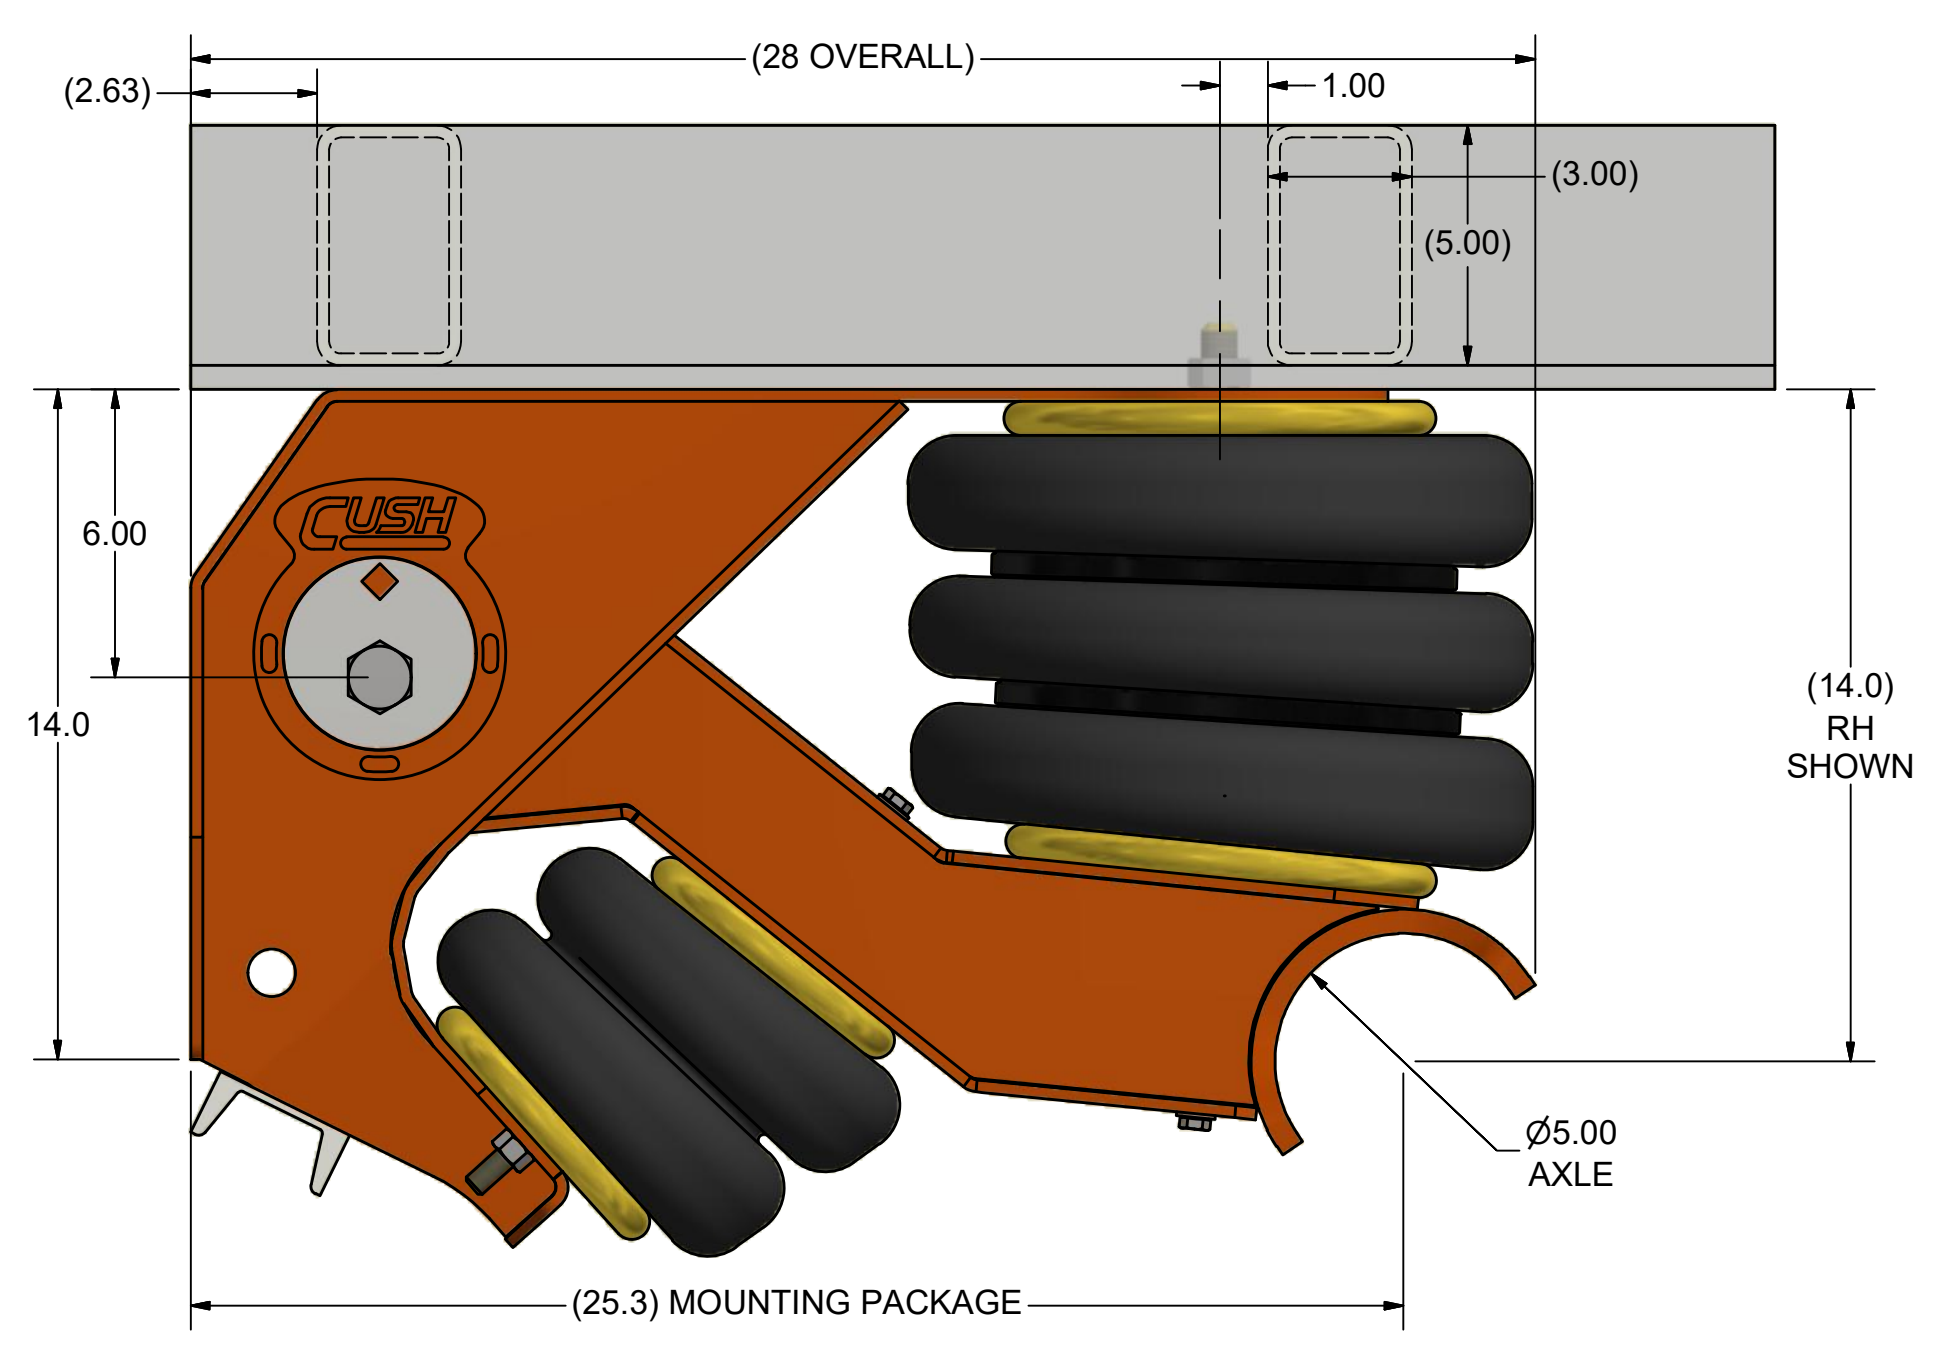 (28 OVERALL)
(2.63)
1.00
(3.00)
(5.00)
CUSH
6.00
14.0
(14.0)
RH
SHOWN
Ø5.00
AXLE
(25.3) MOUNTING PACKAGE